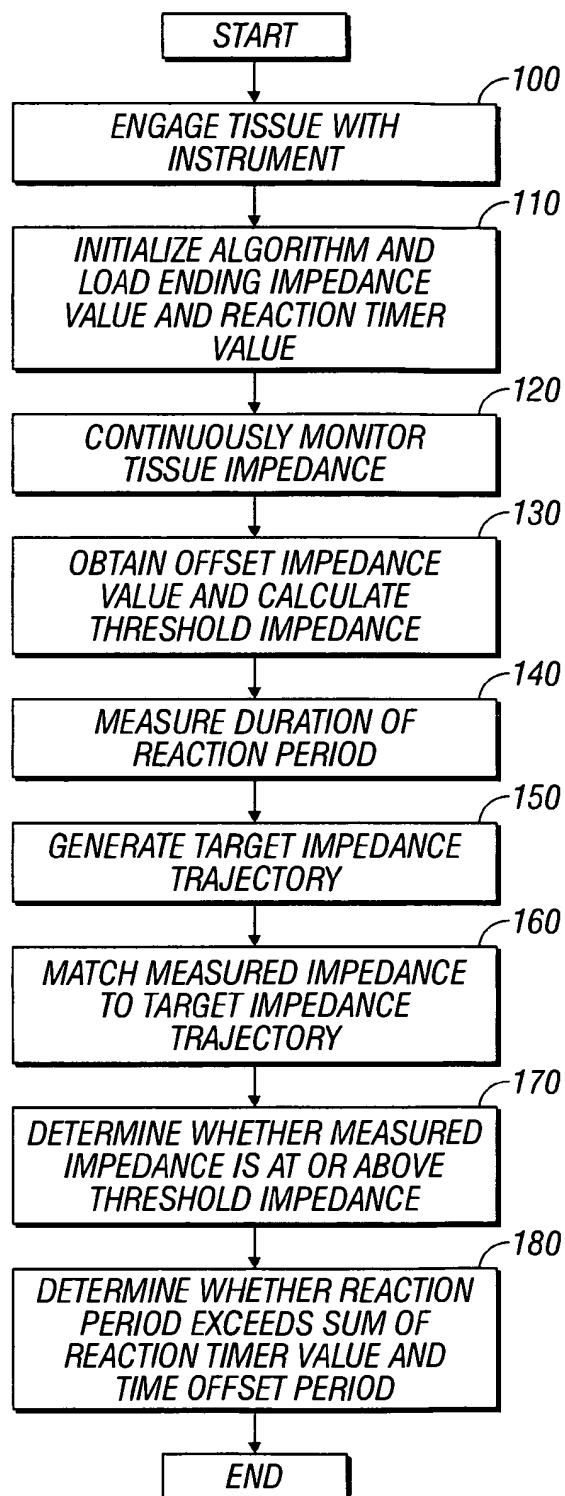 START
100
ENGAGE TISSUE WITH
INSTRUMENT
110
INITIALIZE ALGORITHM AND
LOAD ENDING IMPEDANCE
VALUE AND REACTION TIMER
VALUE
120
CONTINUOUSLY MONITOR
TISSUE IMPEDANCE
130
OBTAIN OFFSET IMPEDANCE
VALUE AND CALCULATE
THRESHOLD IMPEDANCE
140
MEASURE DURATION OF
REACTION PERIOD
150
GENERATE TARGET IMPEDANCE
TRAJECTORY
160
MATCH MEASURED IMPEDANCE
TO TARGET IMPEDANCE
TRAJECTORY
170
DETERMINE WHETHER MEASURED
IMPEDANCE IS AT OR ABOVE
THRESHOLD IMPEDANCE
180
DETERMINE WHETHER REACTION
PERIOD EXCEEDS SUM OF
REACTION TIMER VALUE AND
TIME OFFSET PERIOD
END